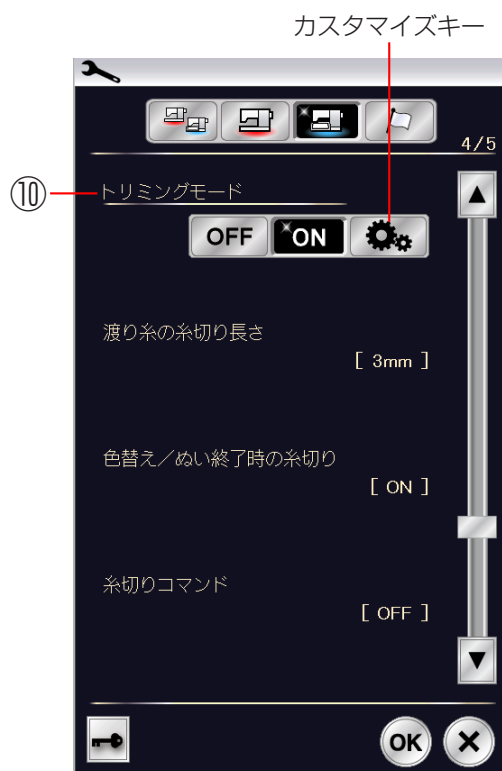 カスタマイズキー
4/5
⑩ トリミングモード
OFF ON
渡り糸の糸切り長さ
[ 3mm ]
色替え／ぬい終了時の糸切り
[ ON ]
糸切りコマンド
[ OFF ]
OK